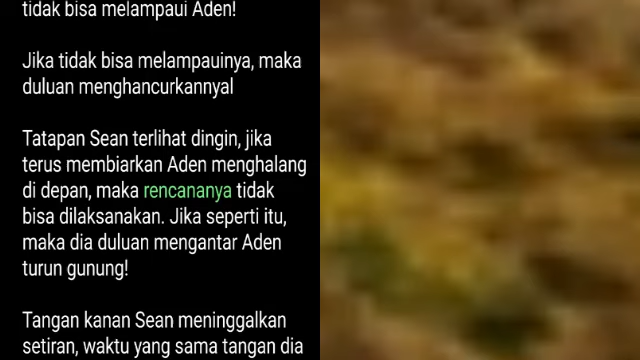 tidak bisa melampaui Aden!
Jika tidak bisa melampauinya, maka
duluan menghancurkannyal
Tatapan Sean terlihat dingin, jika
terus membiarkan Aden menghalang
di depan, maka rencananya tidak
bisa dilaksanakan. Jika seperti itu,
maka dia duluan mengantar Aden
turun gunung!
Tangan kanan Sean meninggalkan
setiran, waktu yang sama tangan dia